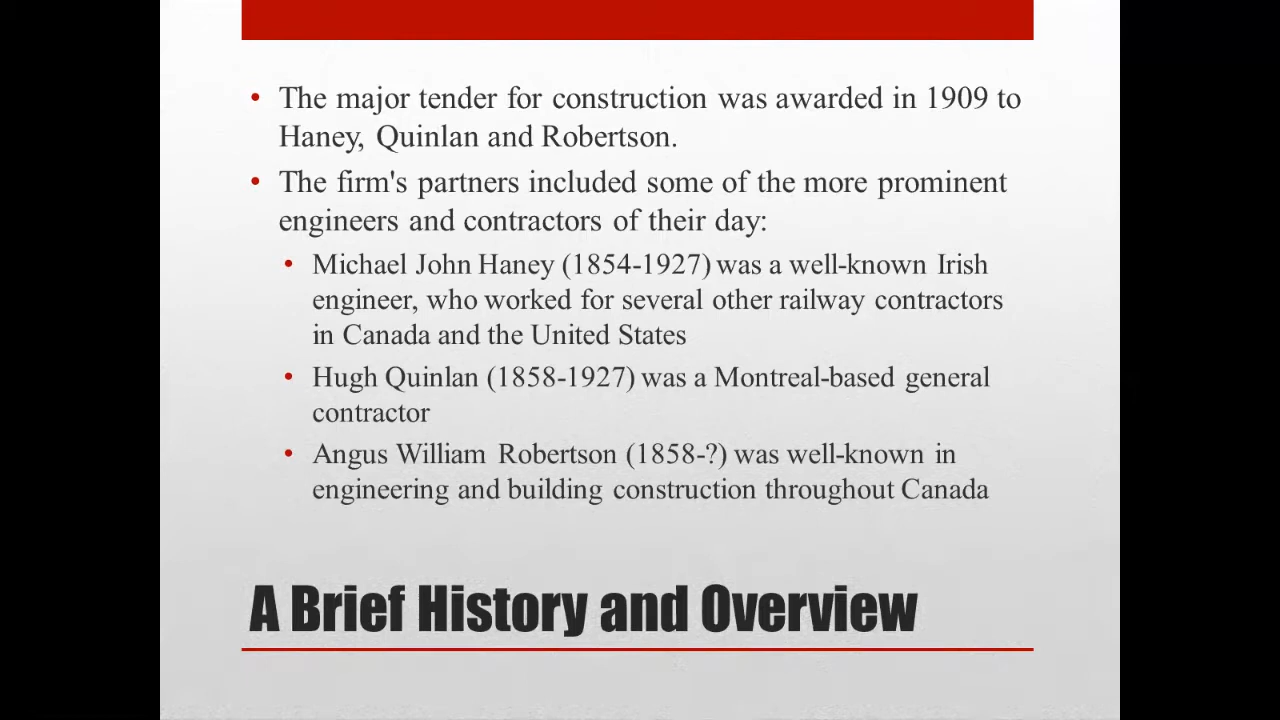 • The major tender for construction was awarded in 1909 to
Haney, Quinlan and Robertson.
• The firm's partners included some of the more prominent
engineers and contractors of their day:
• Michael John Haney (1854-1927) was a well-known Irish
engineer, who worked for several other railway contractors
in Canada and the United States
• Hugh Quinlan (1858-1927) was a Montreal-based general
contractor
• Angus William Robertson (1858-?) was well-known in
engineering and building construction throughout Canada
A Brief History and Overview